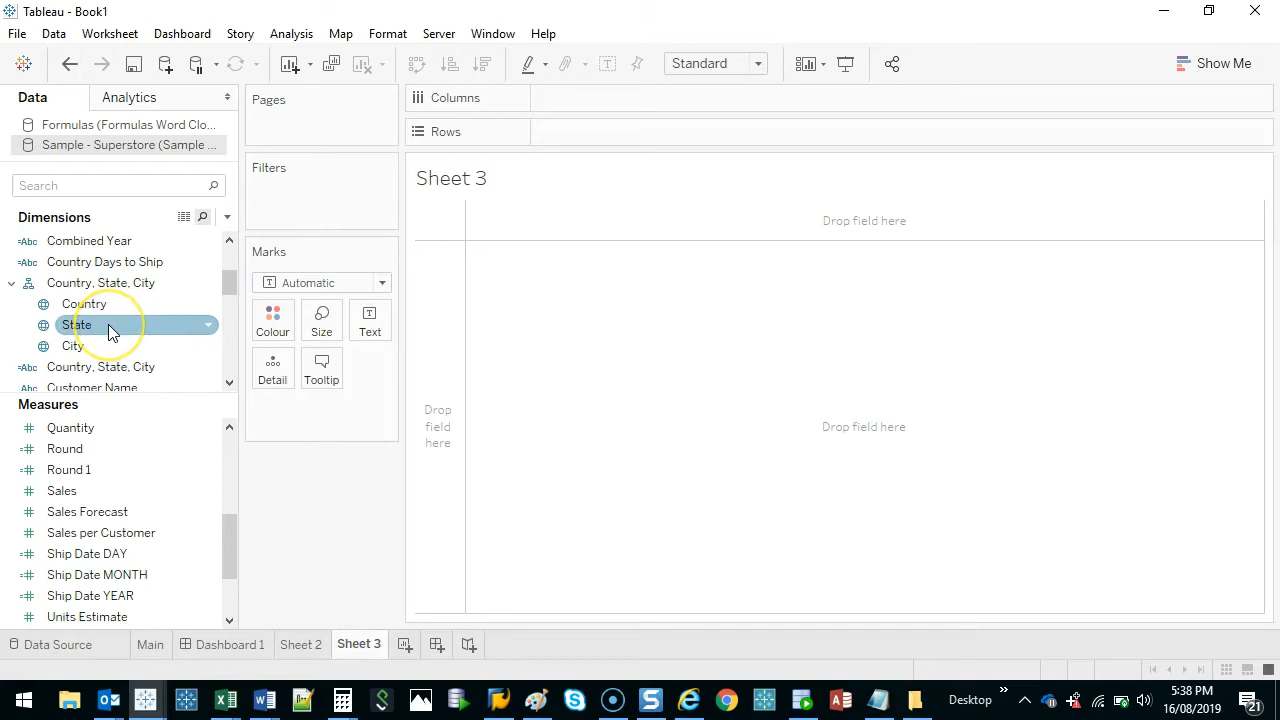 Tableau - Book1
File Data Worksheet Dashboard Story Analysis Map Format Server Window Help
Standard
Show Me
Data Analytics
Formulas (Formulas Word Clo...
Sample - Superstore (Sample ...
Search
Dimensions
Combined Year
Abc
Country Days to Ship
Abc
Country, State, City
Country
State
City
Country, State, City
Abc
Customer Name
Abc
Measures
Quantity
Round
Round 1
Sales
Sales Forecast
Sales per Customer
Ship Date DAY
Ship Date MONTH
Ship Date YEAR
Units Estimate
Pages
Filters
Marks
Automatic
Colour Size Text
Detail Tooltip
Columns
Rows
Sheet 3
Drop field here
Drop
field
here
Drop field here
Data Source Main Dashboard 1 Sheet 2 Sheet 3
Desktop
5:38 PM
16/08/2019
21